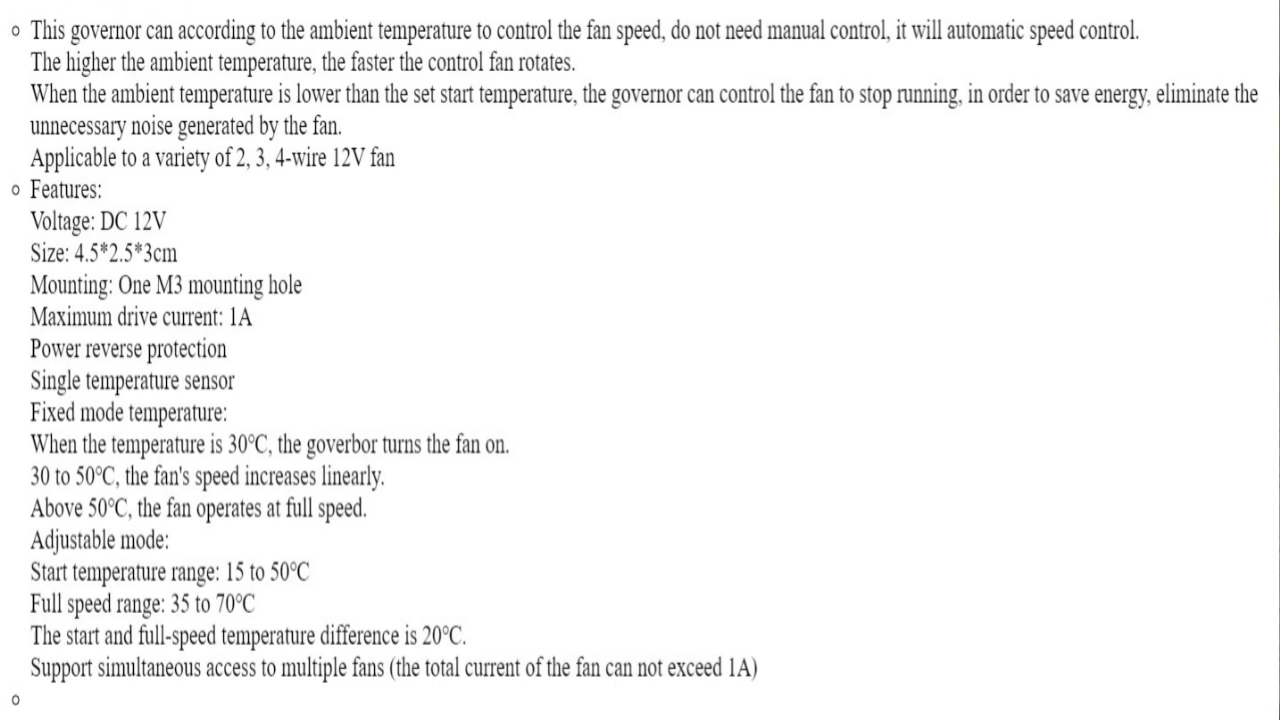 This governor can according to the ambient temperature to control the fan speed, do not need manual control, it will automatic speed control.
The higher the ambient temperature, the faster the control fan rotates.
When the ambient temperature is lower than the set start temperature, the governor can control the fan to stop running, in order to save energy, eliminate the
unnecessary noise generated by the fan.
Applicable to a variety of 2, 3, 4-wire 12V fan
Features:
Voltage: DC 12V
Size: 4.5*2.5*3cm
Mounting: One M3 mounting hole
Maximum drive current: 1A
Power reverse protection
Single temperature sensor
Fixed mode temperature:
When the temperature is 30°C, the goverbor turns the fan on.
30 to 50°C, the fan's speed increases linearly.
Above 50°C, the fan operates at full speed.
Adjustable mode:
Start temperature range: 15 to 50°C
Full speed range: 35 to 70°C
The start and full-speed temperature difference is 20°C.
Support simultaneous access to multiple fans (the total current of the fan can not exceed 1A)